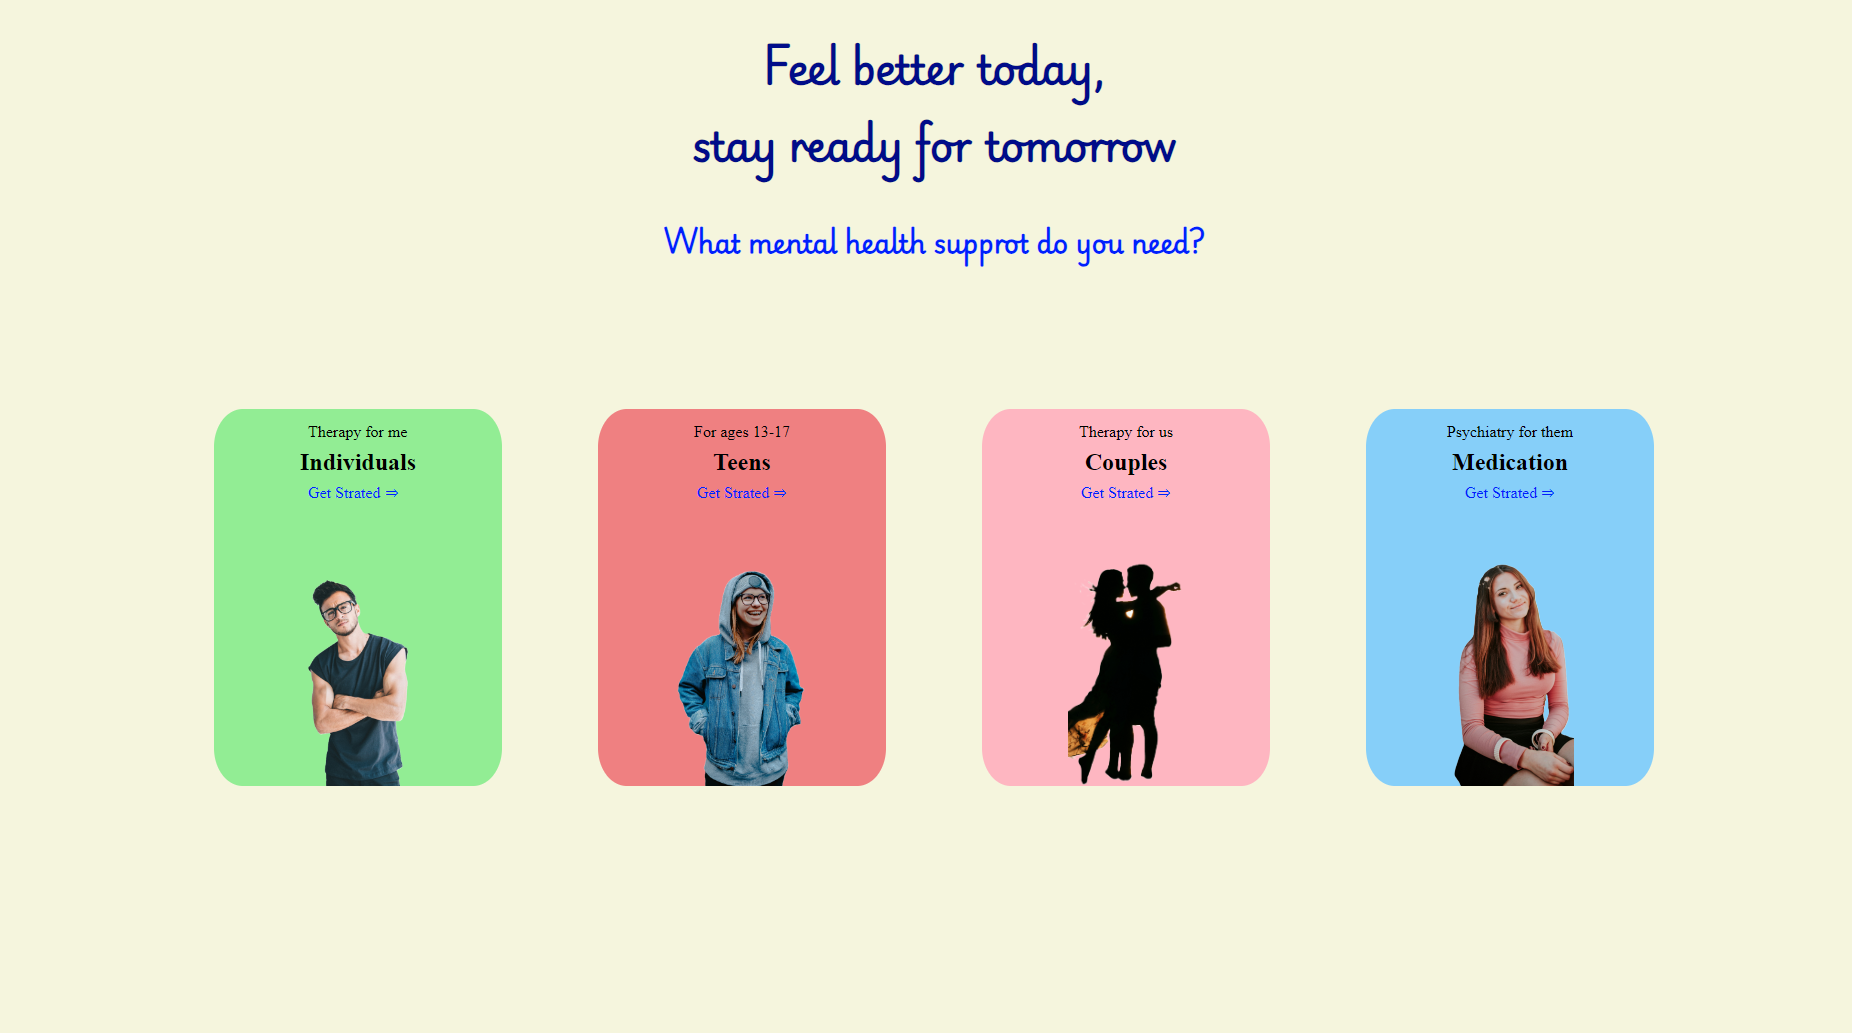 Feel better today,
stay ready for tomorrow
What mental health supprot do you need?
Therapy for me
Individuals
Get Strated ⇒
For ages 13-17
Teens
Get Strated ⇒
Therapy for us
Couples
Get Strated ⇒
Psychiatry for them
Medication
Get Strated ⇒